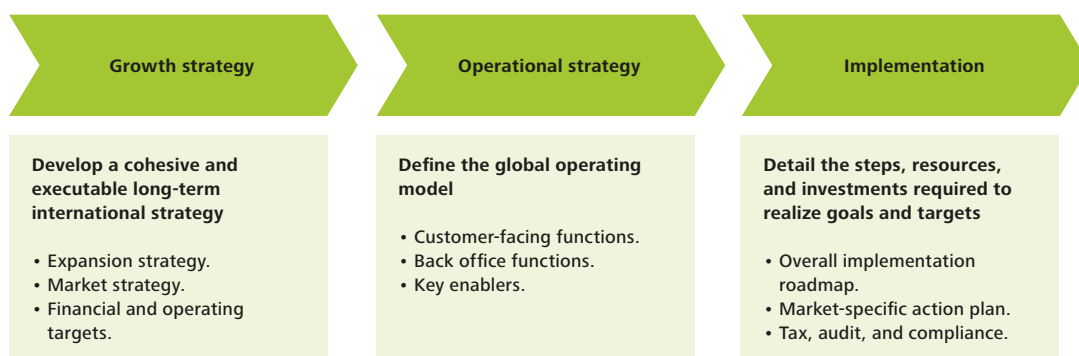 Growth strategy
Operational strategy
Implementation
Develop a cohesive and
executable long-term
international strategy
• Expansion strategy.
• Market strategy.
• Financial and operating
targets.
Define the global operating
model
• Customer-facing functions.
• Back office functions.
• Key enablers.
Detail the steps, resources,
and investments required to
realize goals and targets
• Overall implementation
roadmap.
• Market-specific action plan.
• Tax, audit, and compliance.